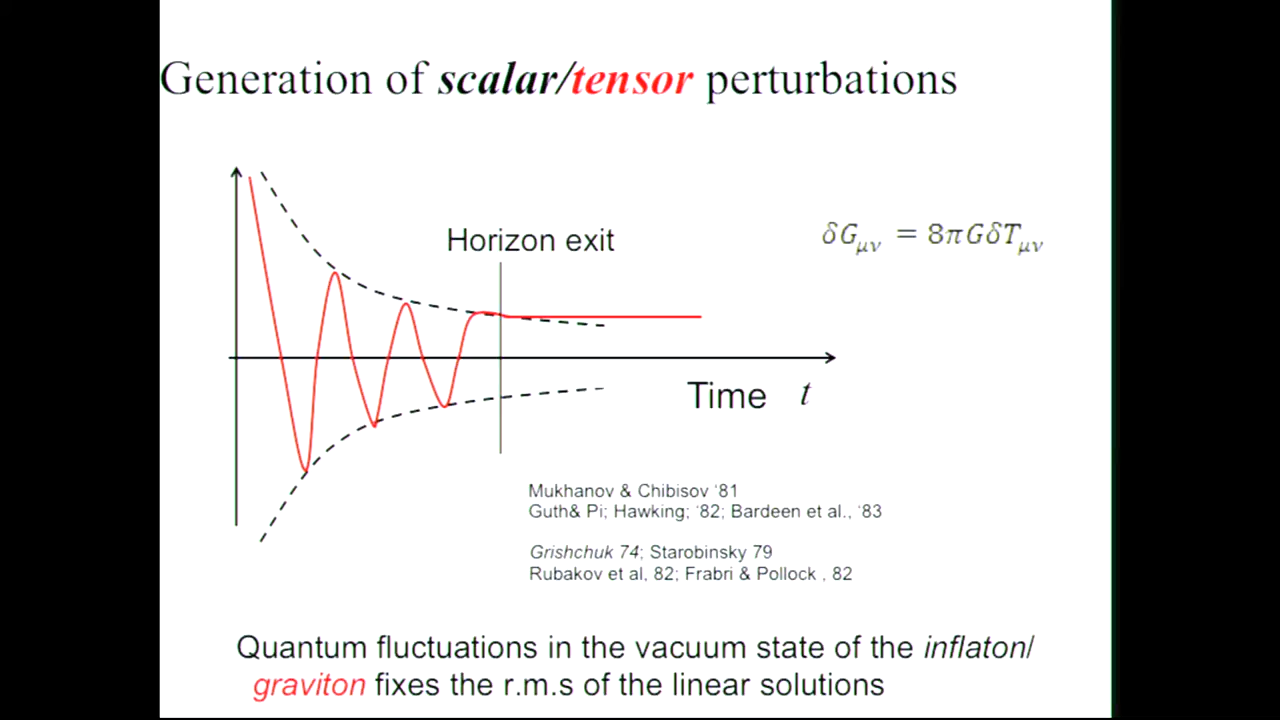 Generation of scalar/tensor perturbations
Horizon exit
δG_μν = 8πGδT_μν
Time t
Mukhanov & Chibisov '81
Guth& Pi; Hawking; '82; Bardeen et al., '83
Grishchuk 74; Starobinsky 79
Rubakov et al, 82; Frabri & Pollock , 82
Quantum fluctuations in the vacuum state of the inflaton/
graviton fixes the r.m.s of the linear solutions